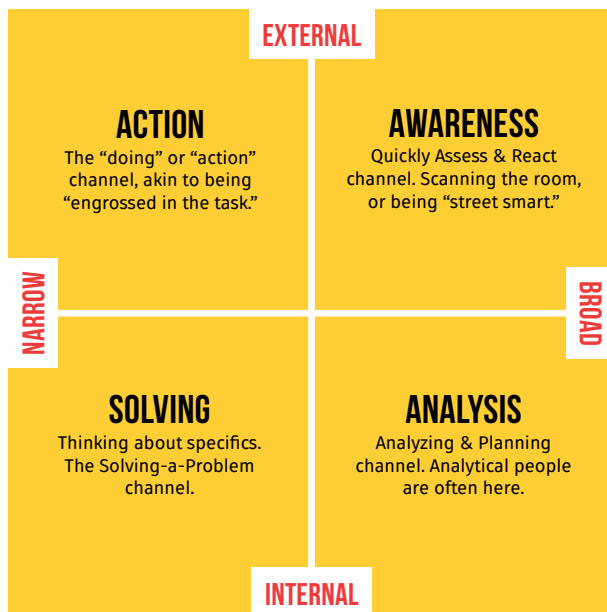 EXTERNAL
ACTION
The “doing” or “action”
channel, akin to being
“engrossed in the task.”
AWARENESS
Quickly Assess & React
channel. Scanning the room,
or being “street smart.”
NARROW
BROAD
SOLVING
Thinking about specifics.
The Solving-a-Problem
channel.
ANALYSIS
Analyzing & Planning
channel. Analytical people
are often here.
INTERNAL